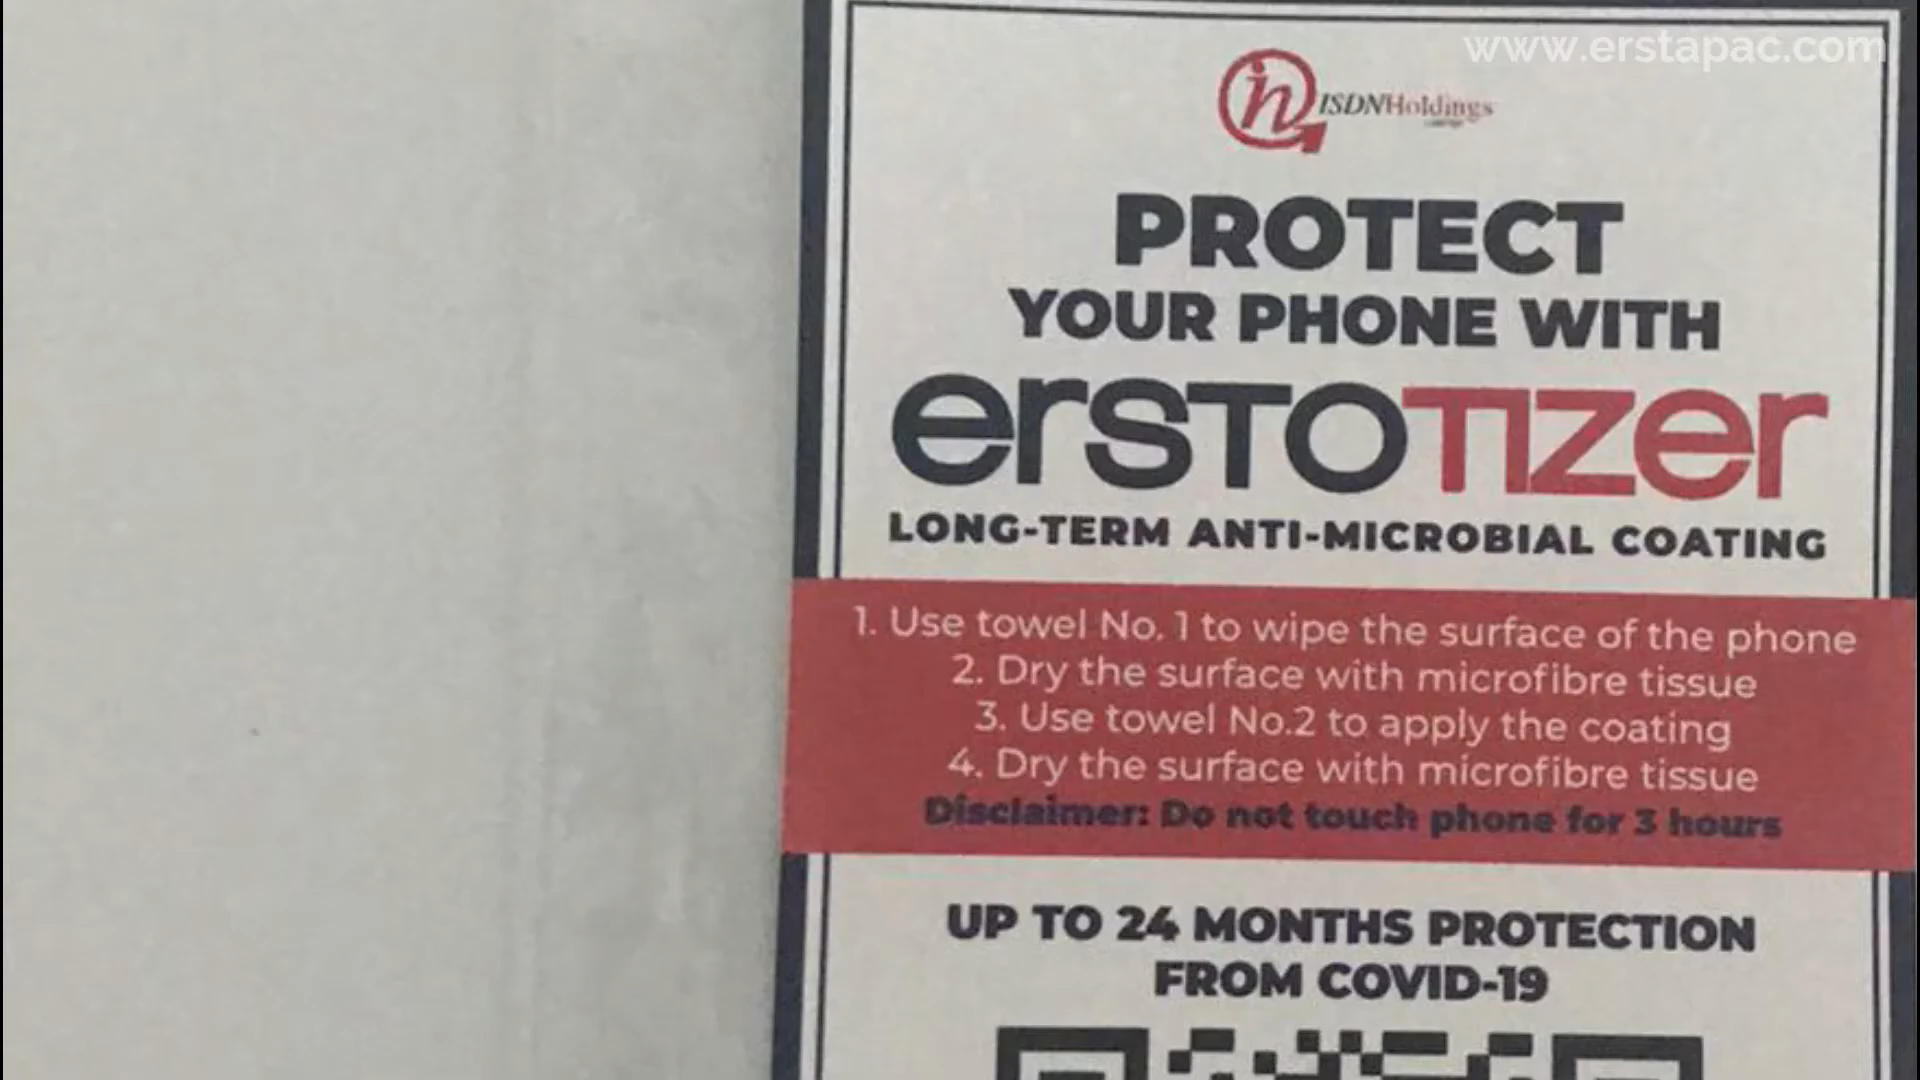 www.erstapac.com
ISDNHoldings
PROTECT
YOUR PHONE WITH
erstotizer
LONG-TERM ANTI-MICROBIAL COATING
1. Use towel No. 1 to wipe the surface of the phone
2. Dry the surface with microfibre tissue
3. Use towel No.2 to apply the coating
4. Dry the surface with microfibre tissue
Disclaimer: Do not touch phone for 3 hours
UP TO 24 MONTHS PROTECTION
FROM COVID-19